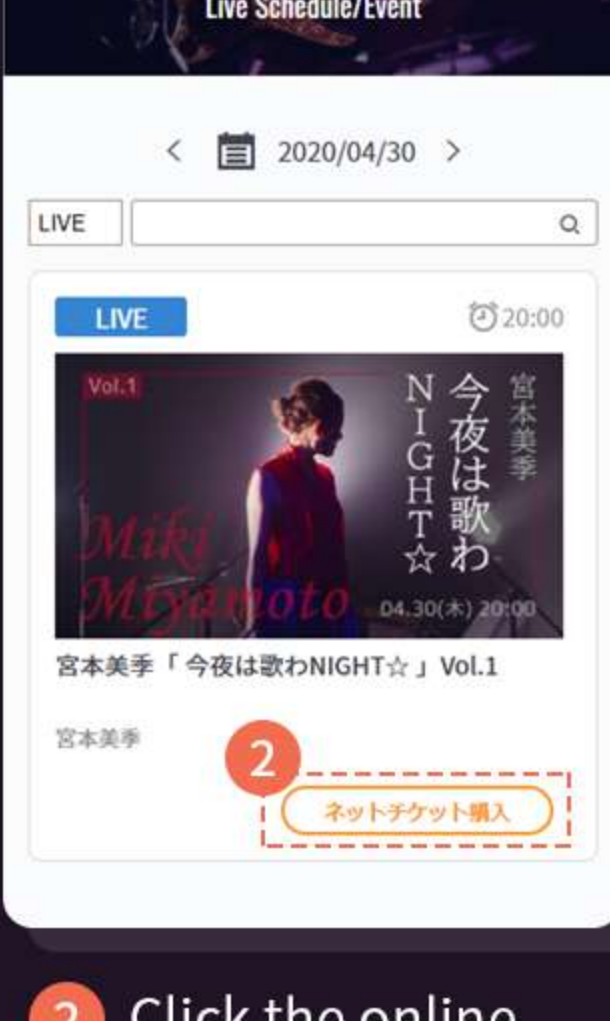 Live Schedule/Event
< 2020/04/30 >
LIVE
LIVE
20:00
Vol.1
宮本美季
今夜は歌わ
NIGHT☆
Miki
Miyamoto
04.30(木) 20:00
宮本美季「 今夜は歌わNIGHT☆ 」 Vol.1
宮本美季
2
ネットチケット購入
2 Click the online